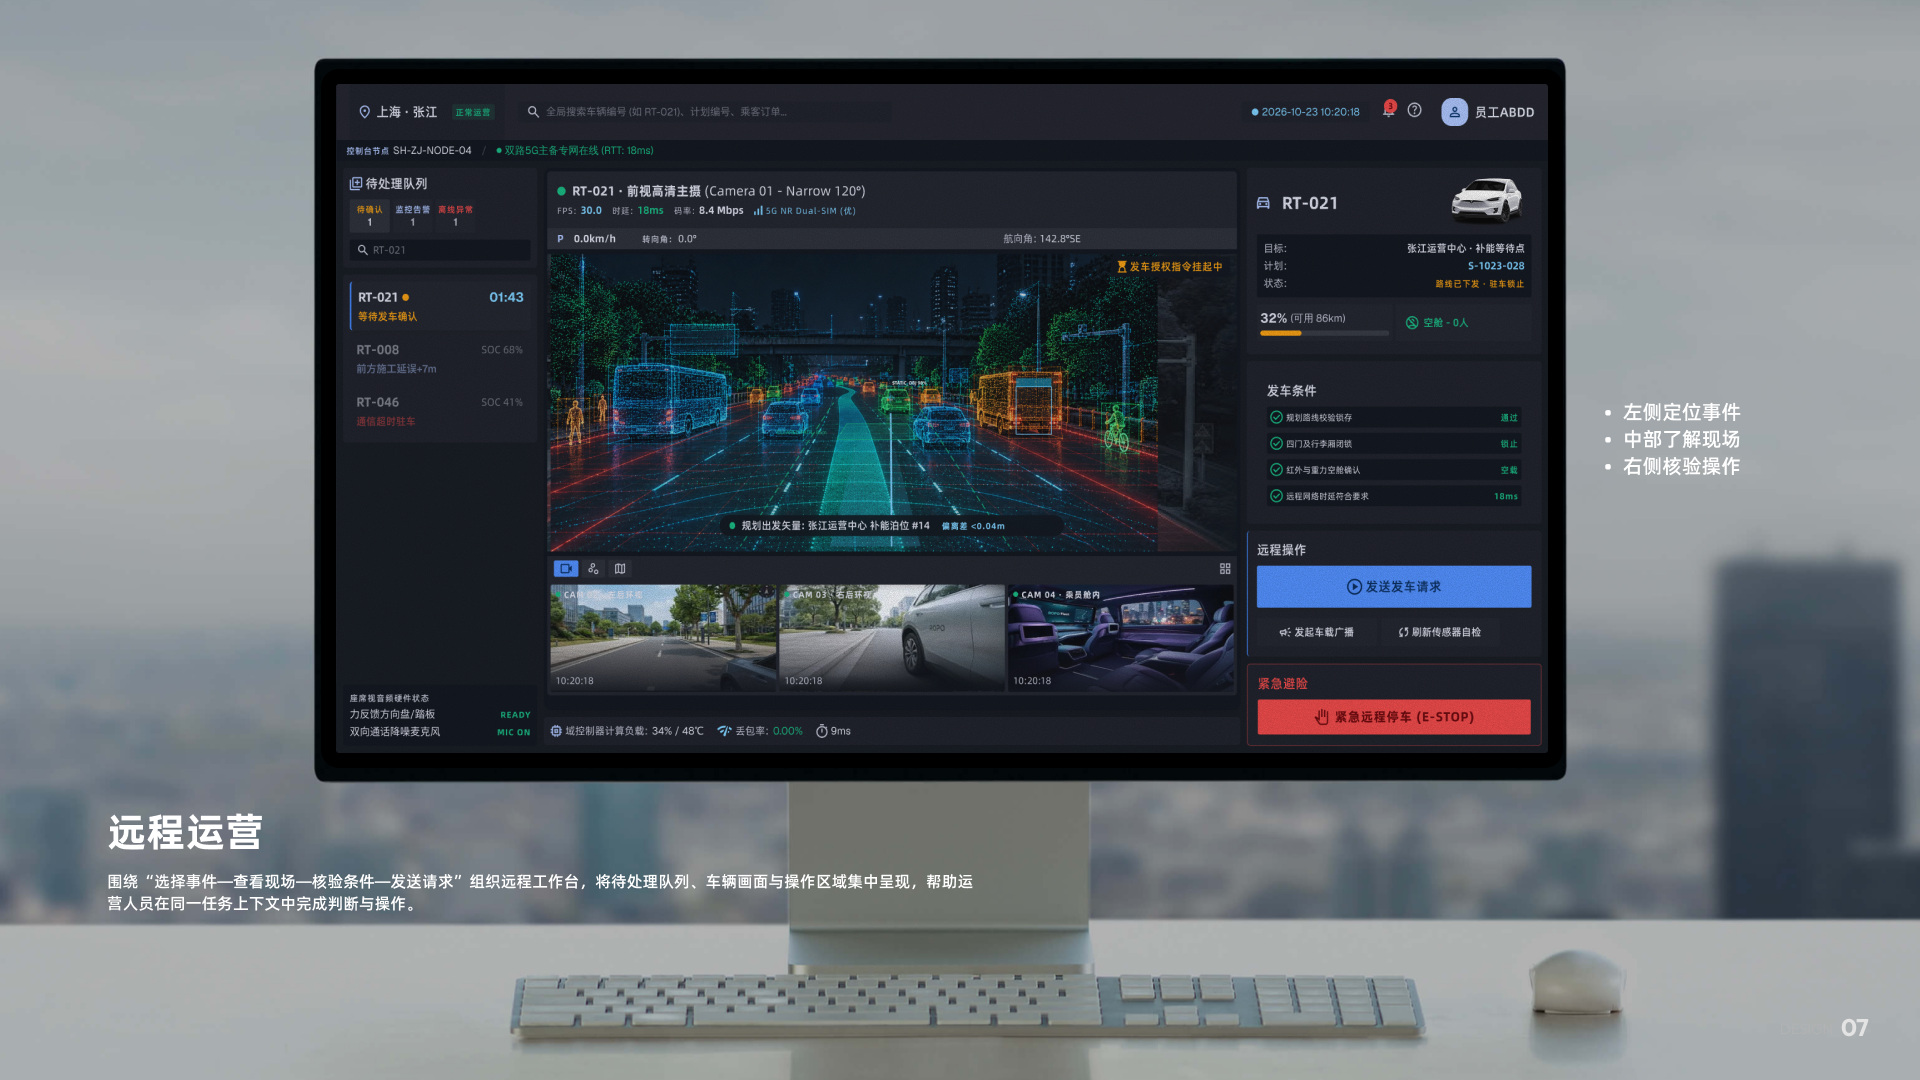 上海 · 张江
正常运营
全局搜索车辆编号 (如 RT-021)、计划编号、乘客订单...
2026-10-23 10:20:18
3
员工ABDD
控制台节点 SH-ZJ-NODE-04 / 双路5G主备专网在线 (RTT: 18ms)
待处理队列
待确认 监控告警 离线异常
1 1 1
RT-021
RT-021 01:43
等待发车确认
RT-008 SOC 68%
前方施工延误+7m
RT-046 SOC 41%
通信超时驻车
座席视音频硬件状态
力反馈方向盘/踏板 READY
双向通话降噪麦克风 MIC ON
RT-021 · 前视高清主摄 (Camera 01 - Narrow 120°)
FPS: 30.0 时延: 18ms 码率: 8.4 Mbps 5G NR Dual-SIM (优)
P 0.0km/h 转向角: 0.0° 航向角: 142.8°SE
发车授权指令挂起中
规划出发矢量: 张江运营中心 补能泊位 #14 偏离差 <0.04m
CAM 03 · 右后环视
CAM 04 · 乘员舱内
10:20:18
10:20:18
10:20:18
域控制器计算负载: 34% / 48℃ 丢包率: 0.00% 9ms
RT-021
目标: 张江运营中心 · 补能等待点
计划: S-1023-028
状态: 路线已下发 · 驻车锁止
32% (可用 86km)
空舱 - 0人
发车条件
规划路线校验锁存 通过
四门及行李厢闭锁 锁止
红外与重力空舱确认 空载
远程网络时延符合要求 18ms
远程操作
发送发车请求
发起车载广播 刷新传感器自检
紧急避险
紧急远程停车 (E-STOP)
• 左侧定位事件
• 中部了解现场
• 右侧核验操作
远程运营
围绕“选择事件—查看现场—核验条件—发送请求”组织远程工作台，将待处理队列、车辆画面与操作区域集中呈现，帮助运
营人员在同一任务上下文中完成判断与操作。
07